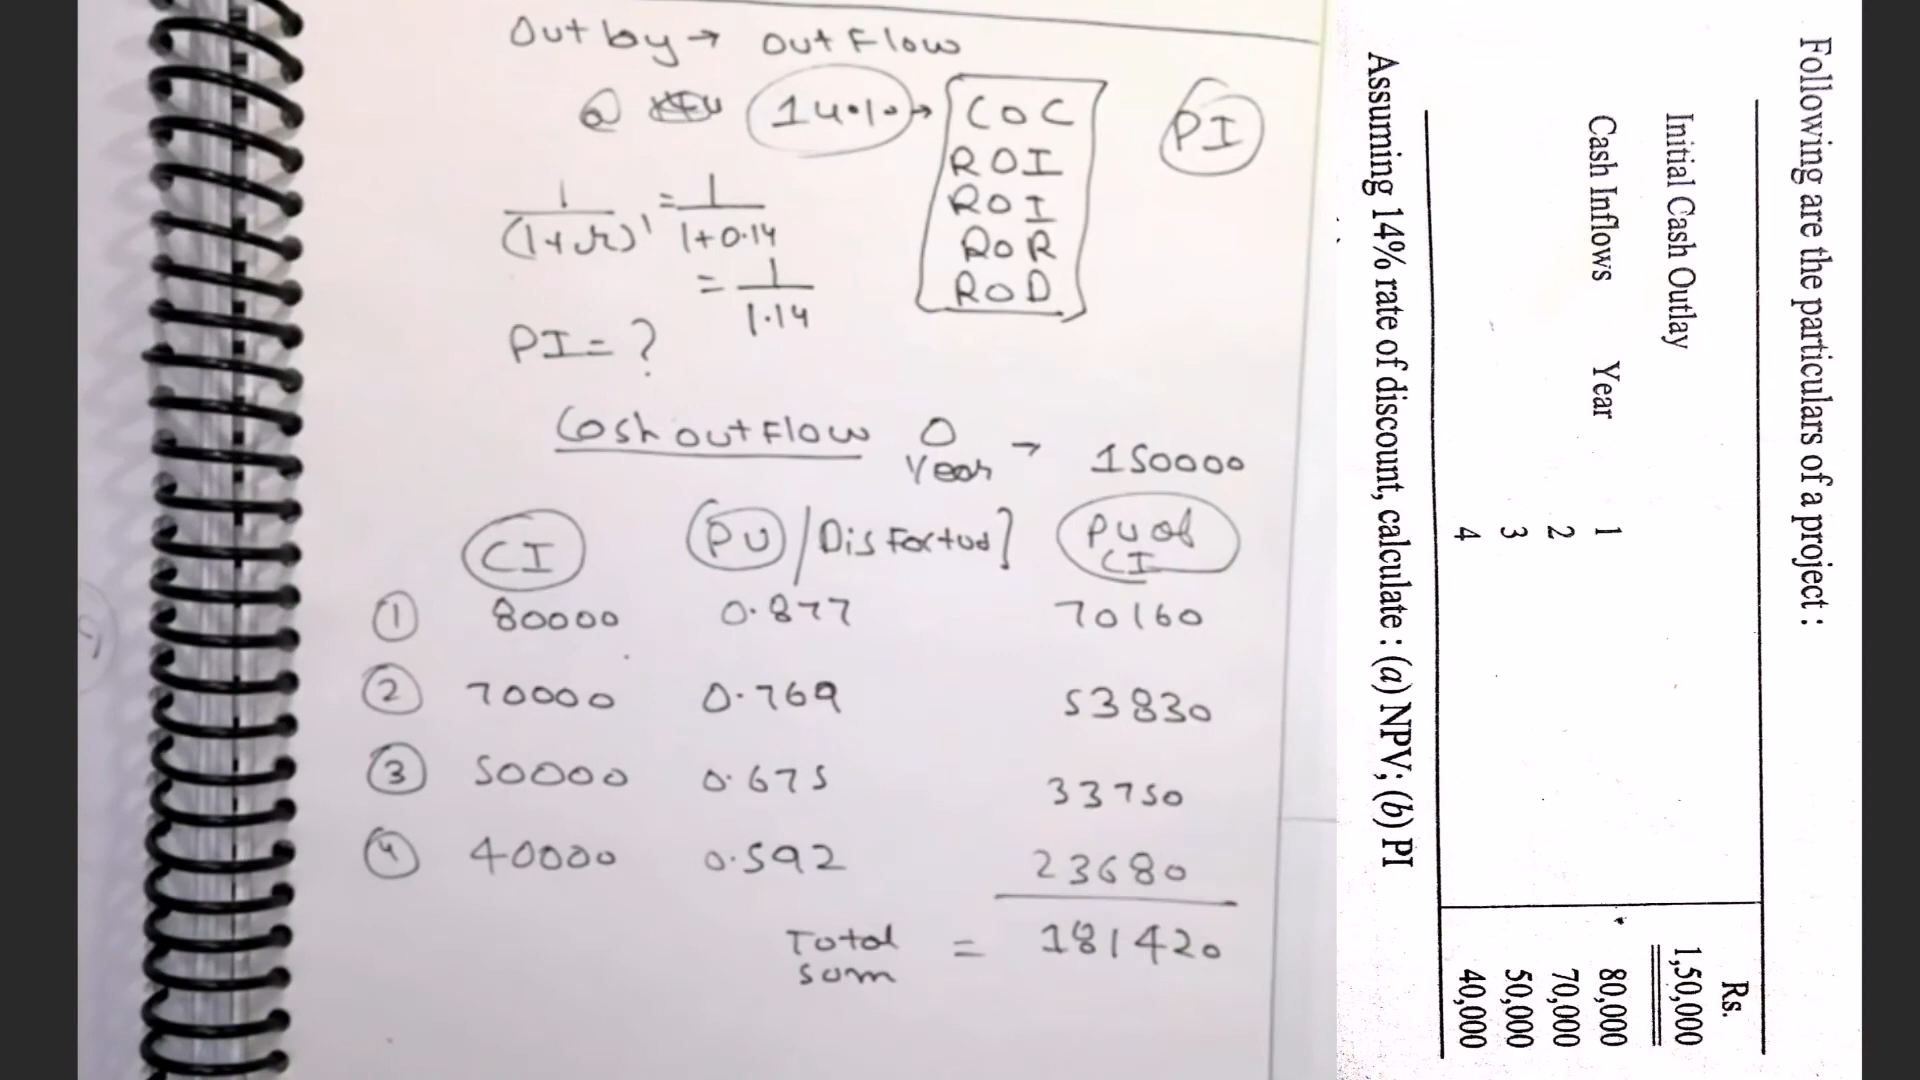 Out by → Out Flow
@ 14% → COC
ROI
ROI
ROR
ROD
PI
1/(1+r)¹ = 1/1+0.14
= 1/1.14
PI = ?
Cash out Flow 0 Year → 150000
CI PV / Dis Factud] PV of CI
① 80000 0.877 70160
② 70000 0.769 53830
③ 50000 0.675 33750
④ 40000 0.592 23680
Total sum = 181420
Following are the particulars of a project :
Rs.
Initial Cash Outlay 1,50,000
Cash Inflows Year 1 80,000
2 70,000
3 50,000
4 40,000
Assuming 14% rate of discount, calculate : (a) NPV; (b) PI